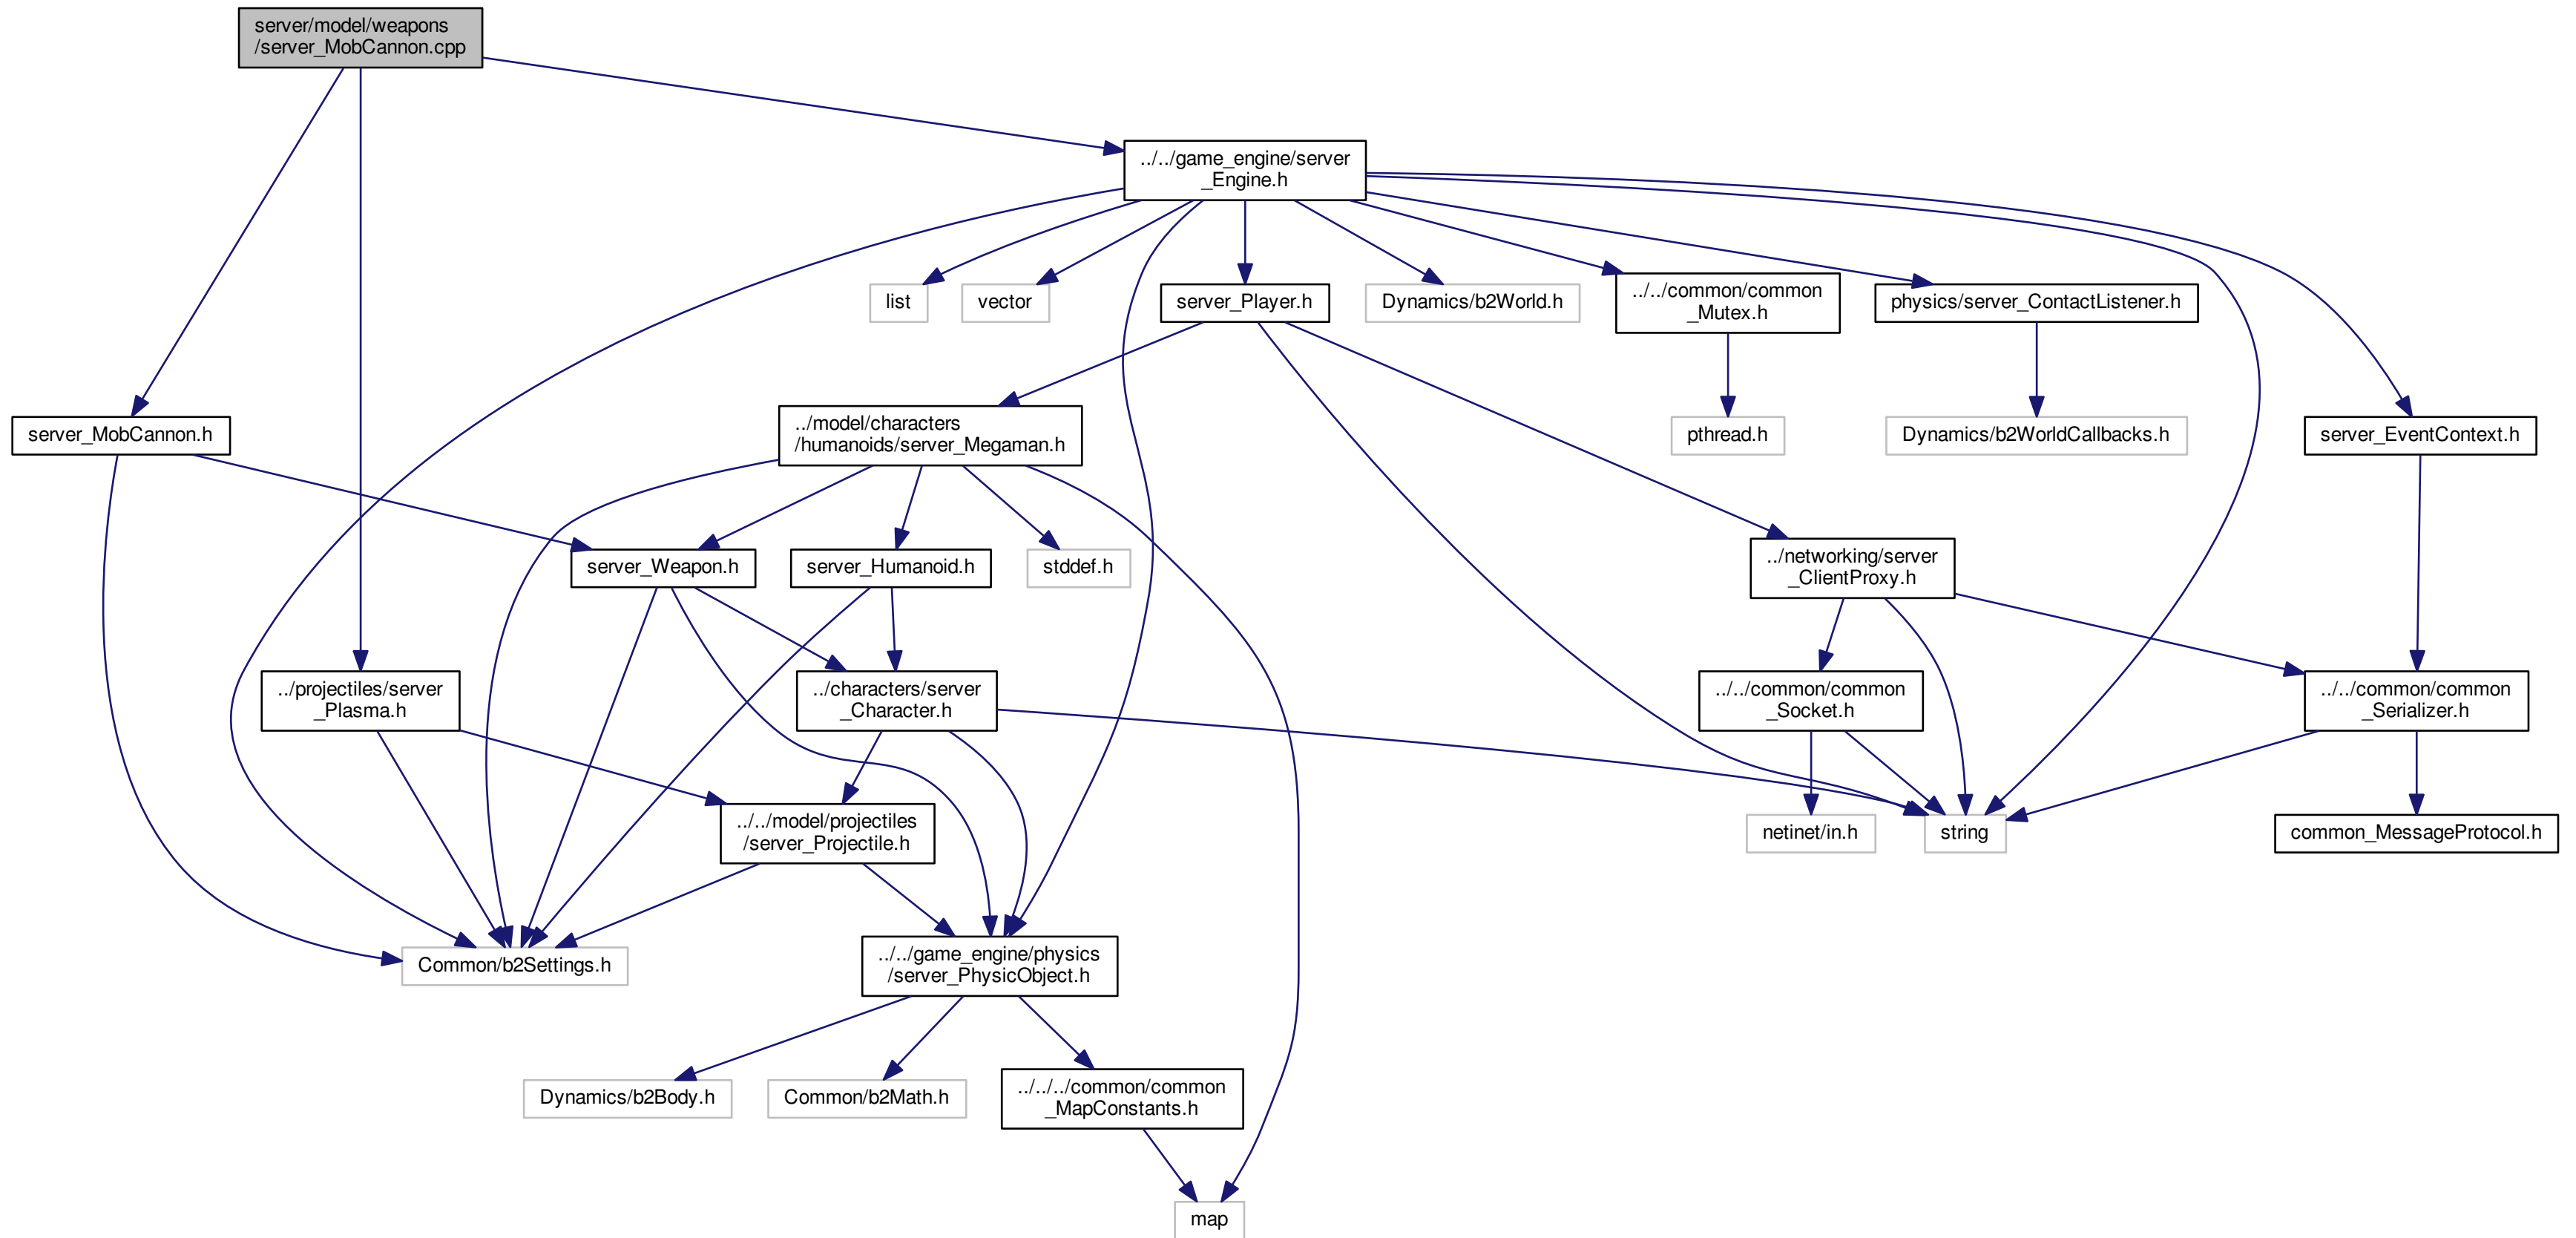 server/model/weapons
/server_MobCannon.cpp
../../game_engine/server
_Engine.h
list
vector
server_Player.h
Dynamics/b2World.h
../../common/common
_Mutex.h
physics/server_ContactListener.h
server_MobCannon.h
../model/characters
/humanoids/server_Megaman.h
pthread.h
Dynamics/b2WorldCallbacks.h
server_EventContext.h
server_Weapon.h
server_Humanoid.h
stddef.h
../networking/server
_ClientProxy.h
../projectiles/server
_Plasma.h
../characters/server
_Character.h
../../common/common
_Socket.h
../../common/common
_Serializer.h
../../model/projectiles
/server_Projectile.h
netinet/in.h
string
common_MessageProtocol.h
Common/b2Settings.h
../../game_engine/physics
/server_PhysicObject.h
Dynamics/b2Body.h
Common/b2Math.h
../../../common/common
_MapConstants.h
map